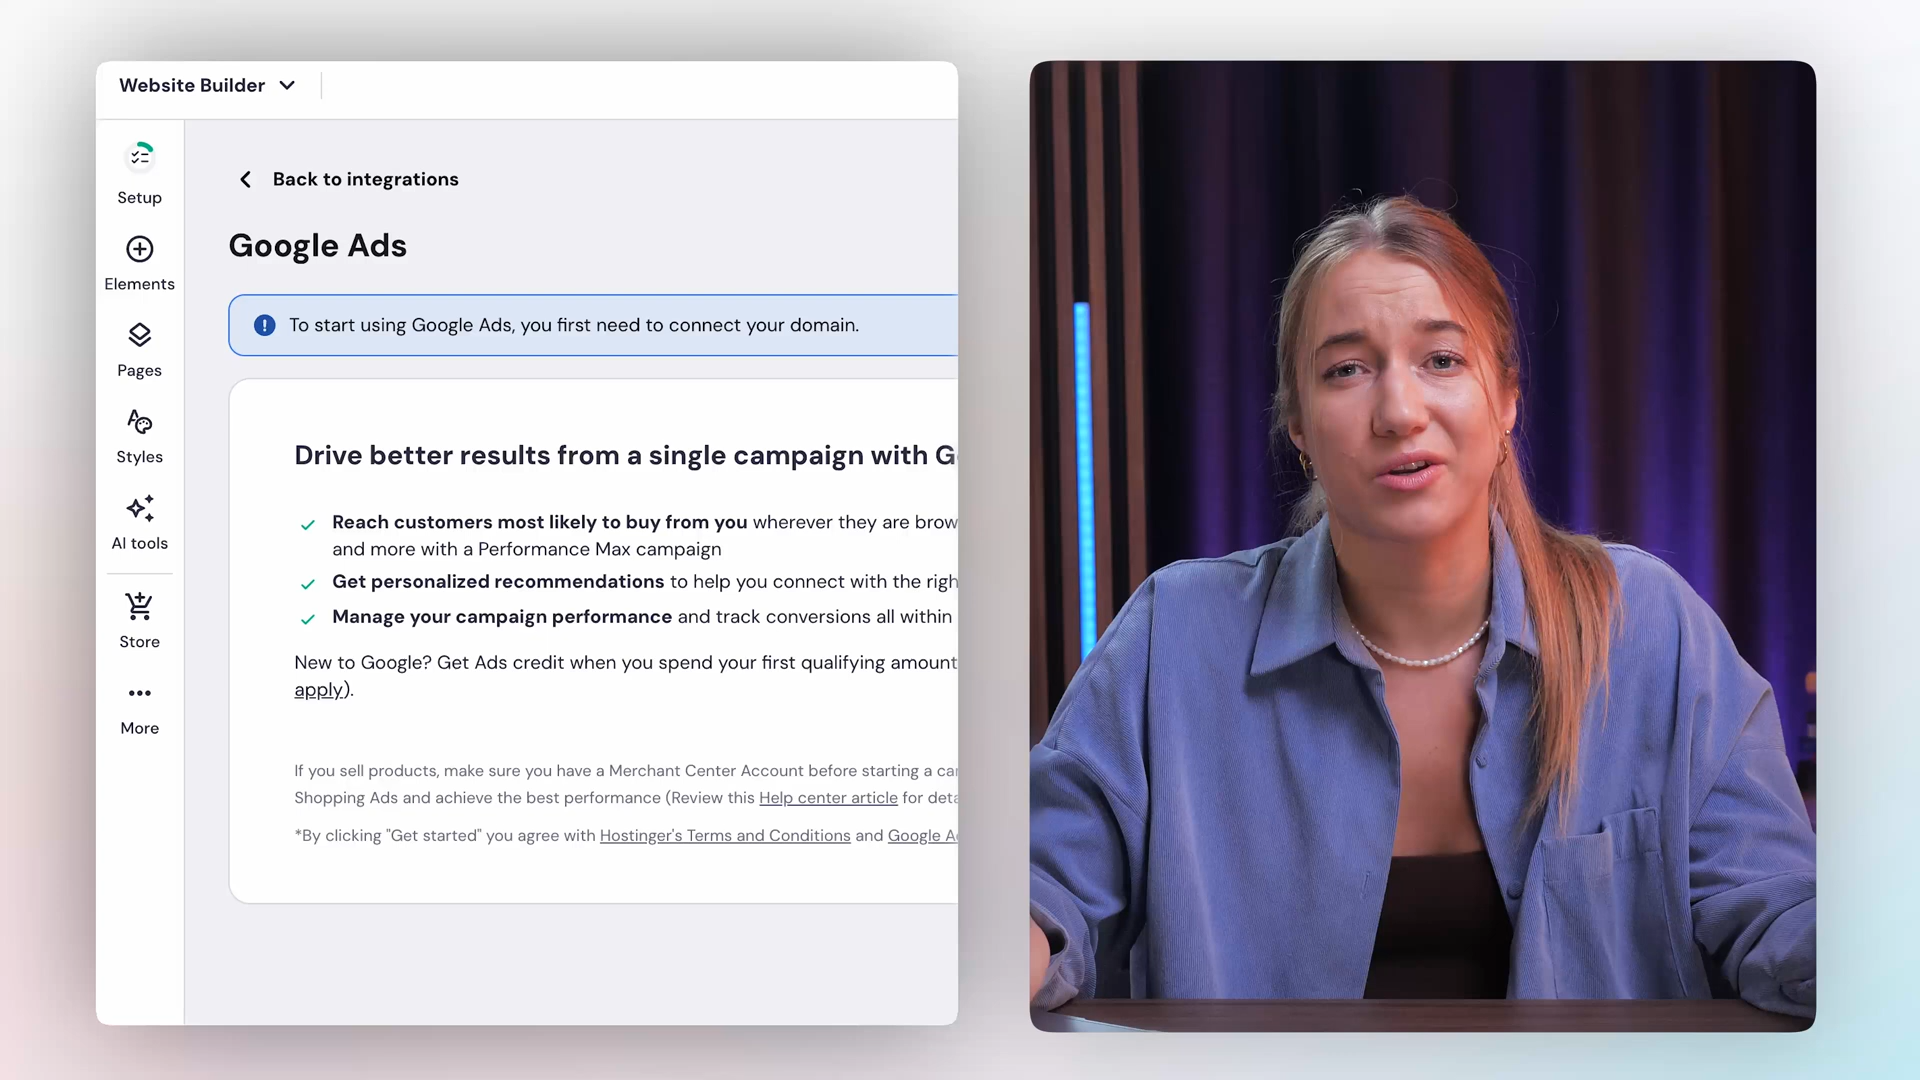 Website Builder
Setup
Elements
Pages
Styles
AI tools
Store
More
Back to integrations
Google Ads
To start using Google Ads, you first need to connect your domain.
Drive better results from a single campaign with
Reach customers most likely to buy from you wherever they are
and more with a Performance Max campaign
Get personalized recommendations to help you connect with the
Manage your campaign performance and track conversions all within
New to Google? Get Ads credit when you spend your first qualifying amount
apply).
If you sell products, make sure you have a Merchant Center Account before starting a
Shopping Ads and achieve the best performance (Review this Help center article for
*By clicking "Get started" you agree with Hostinger's Terms and Conditions and Google